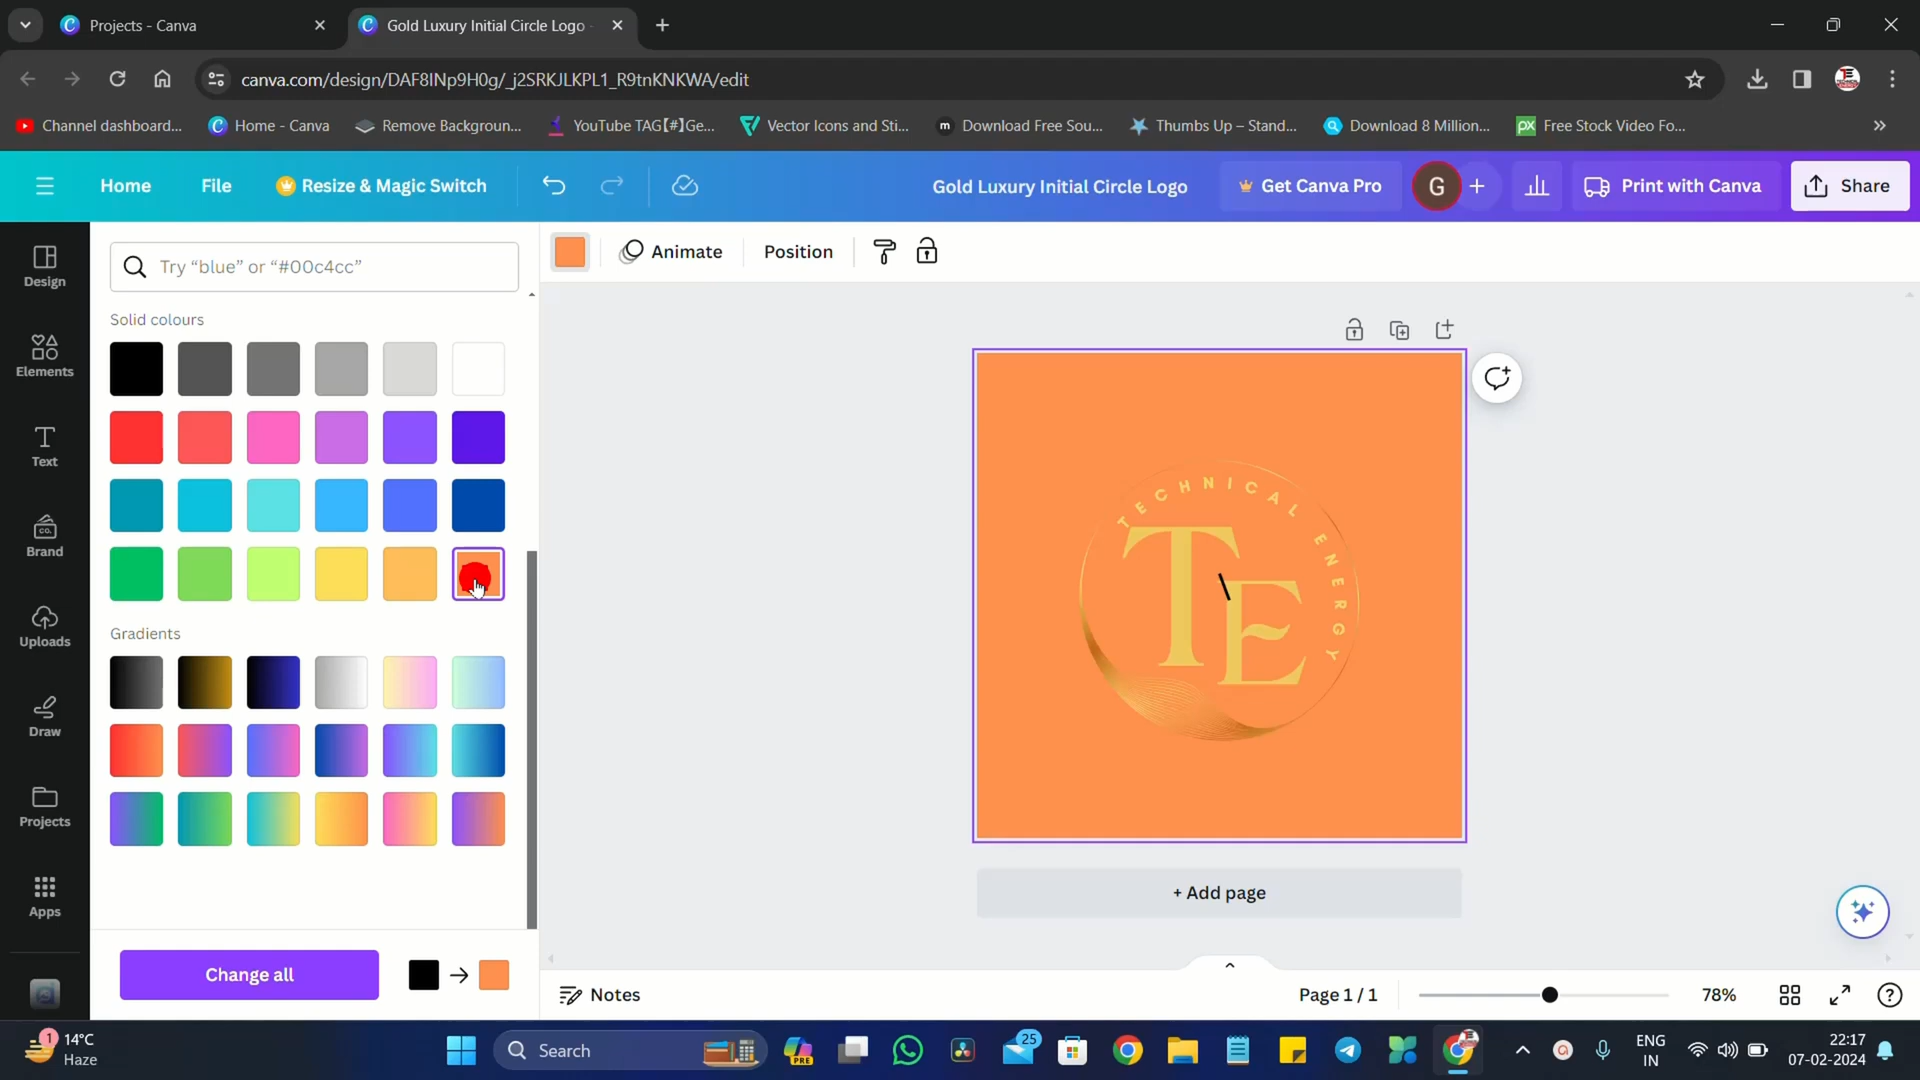 Projects - Canva
Gold Luxury Initial Circle Logo -
canva.com/design/DAF8INp9H0g/_j2SRKJLKPL1_R9tnKNKWA/edit
Channel dashboard...
Home - Canva
Remove Backgroun...
YouTube TAG【#】Ge...
Vector Icons and Sti...
Download Free Sou...
Thumbs Up – Stand...
Download 8 Million...
px
Free Stock Video Fo...
Home
File
Resize & Magic Switch
Gold Luxury Initial Circle Logo
Get Canva Pro
G
Print with Canva
Share
Design
Elements
Text
CO.
Brand
Uploads
Draw
Projects
Apps
Try “blue” or “#00c4cc”
Solid colours
Gradients
Change all
Animate
Position
TECHNICAL ENERGY
TE
+ Add page
Notes
Page 1 / 1
78%
1
14°C
Haze
Search
PRE
25
ENG
IN
22:17
07-02-2024